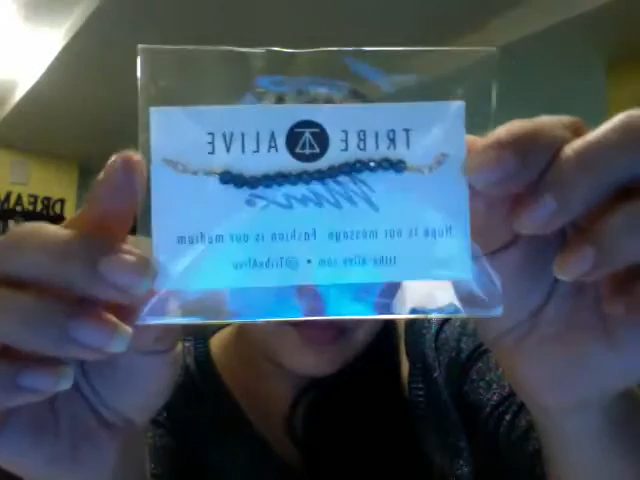 TRIBE ALIVE
Hope is our message Fashion is our medium
tribe-alive.com • @TribeAlive
DREAM